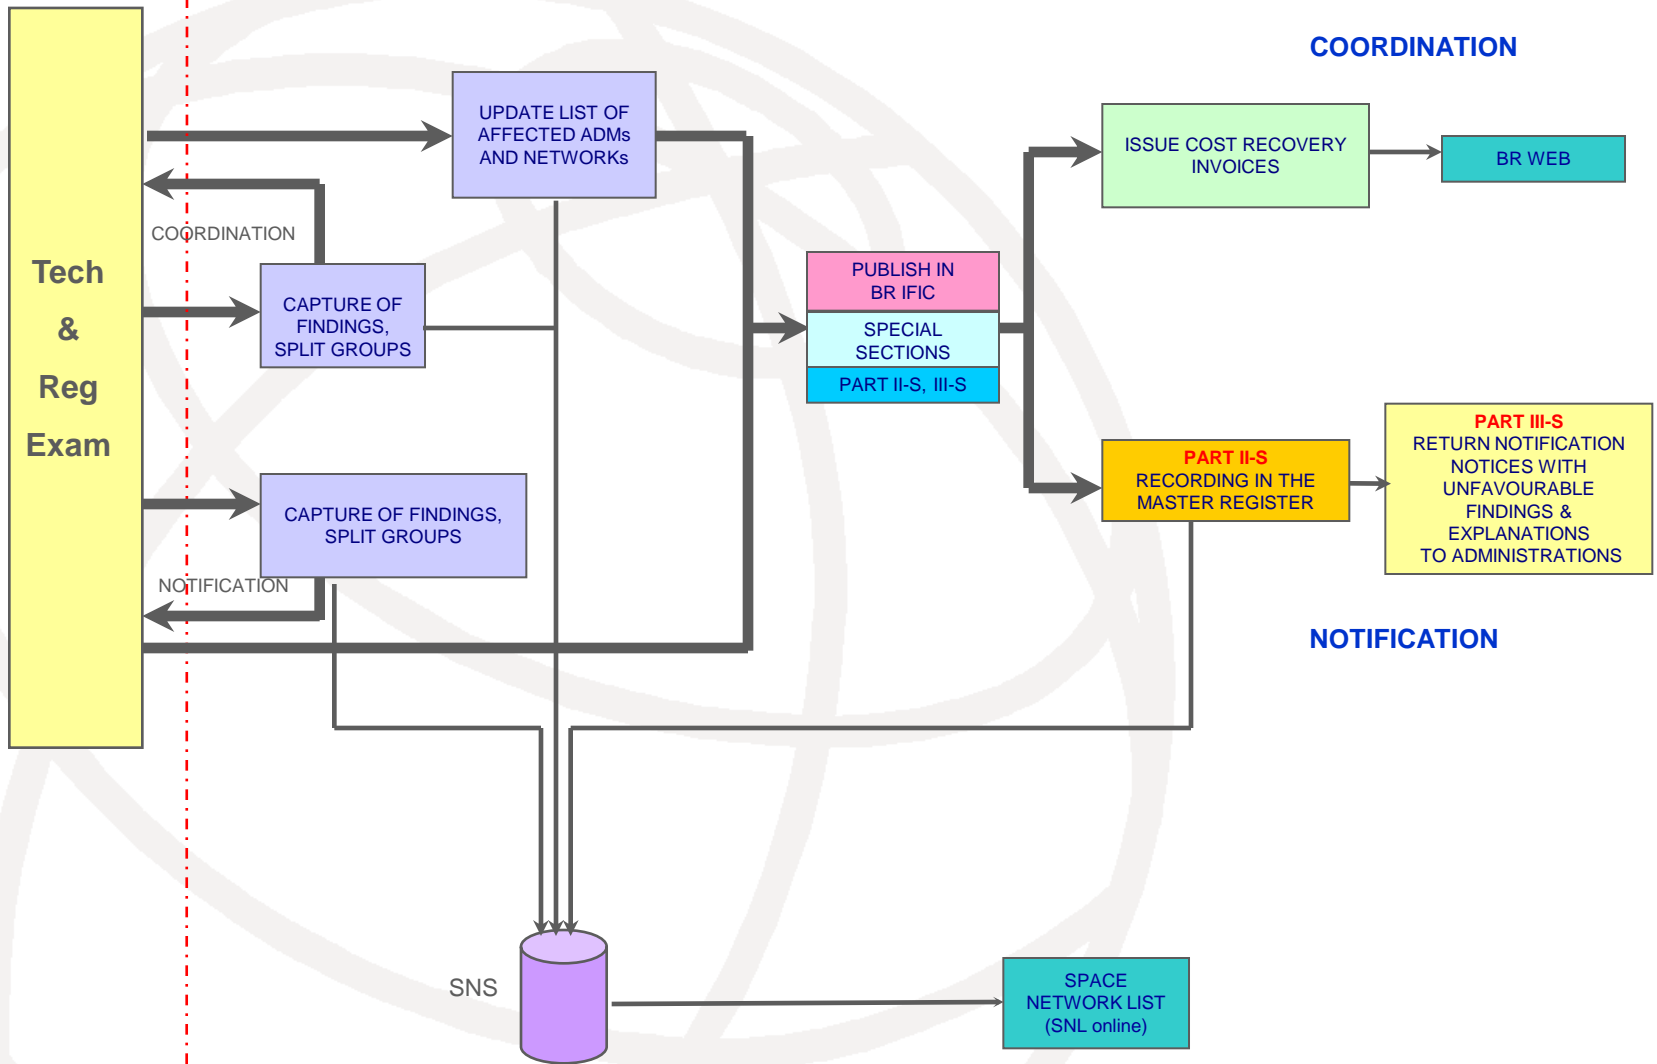 COORDINATION
UPDATE LIST OF
AFFECTED ADMs
AND NETWORKs
ISSUE COST RECOVERY
INVOICES
BR WEB
COORDINATION
Tech
&
Reg
Exam
CAPTURE OF
FINDINGS,
SPLIT GROUPS
PUBLISH IN
BR IFIC
SPECIAL
SECTIONS
PART II-S, III-S
PART II-S
RECORDING IN THE
MASTER REGISTER
PART III-S
RETURN NOTIFICATION
NOTICES WITH
UNFAVOURABLE
FINDINGS &
EXPLANATIONS
TO ADMINISTRATIONS
CAPTURE OF FINDINGS,
SPLIT GROUPS
NOTIFICATION
NOTIFICATION
SNS
SPACE
NETWORK LIST
(SNL online)